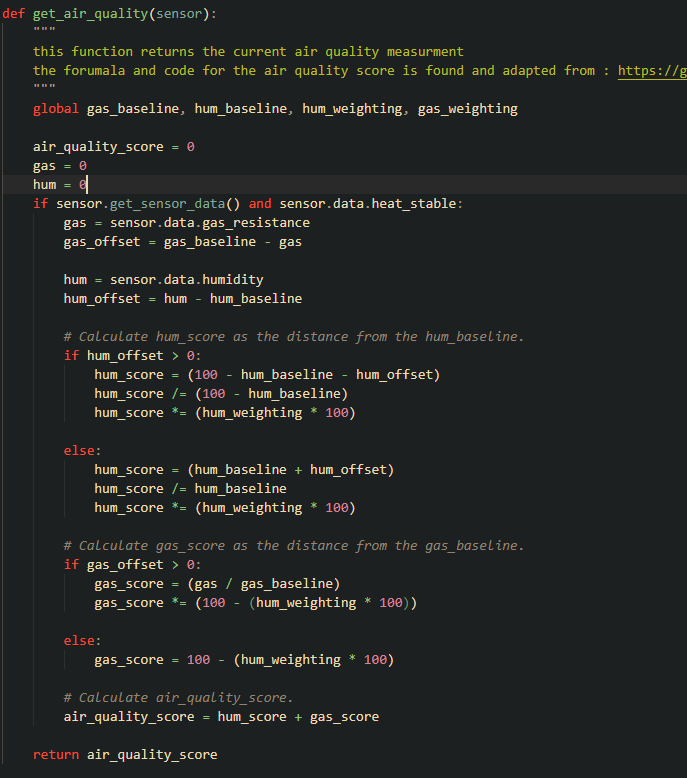 def get_air_quality(sensor):
"""
this function returns the current air quality measurment
the forumala and code for the air quality score is found and adapted from : https://g
"""
global gas_baseline, hum_baseline, hum_weighting, gas_weighting
air_quality_score = 0
gas = 0
hum = 0
if sensor.get_sensor_data() and sensor.data.heat_stable:
gas = sensor.data.gas_resistance
gas_offset = gas_baseline - gas
hum = sensor.data.humidity
hum_offset = hum - hum_baseline
# Calculate hum_score as the distance from the hum_baseline.
if hum_offset > 0:
hum_score = (100 - hum_baseline - hum_offset)
hum_score /= (100 - hum_baseline)
hum_score *= (hum_weighting * 100)
else:
hum_score = (hum_baseline + hum_offset)
hum_score /= hum_baseline
hum_score *= (hum_weighting * 100)
# Calculate gas_score as the distance from the gas_baseline.
if gas_offset > 0:
gas_score = (gas / gas_baseline)
gas_score *= (100 - (hum_weighting * 100))
else:
gas_score = 100 - (hum_weighting * 100)
# Calculate air_quality_score.
air_quality_score = hum_score + gas_score
return air_quality_score